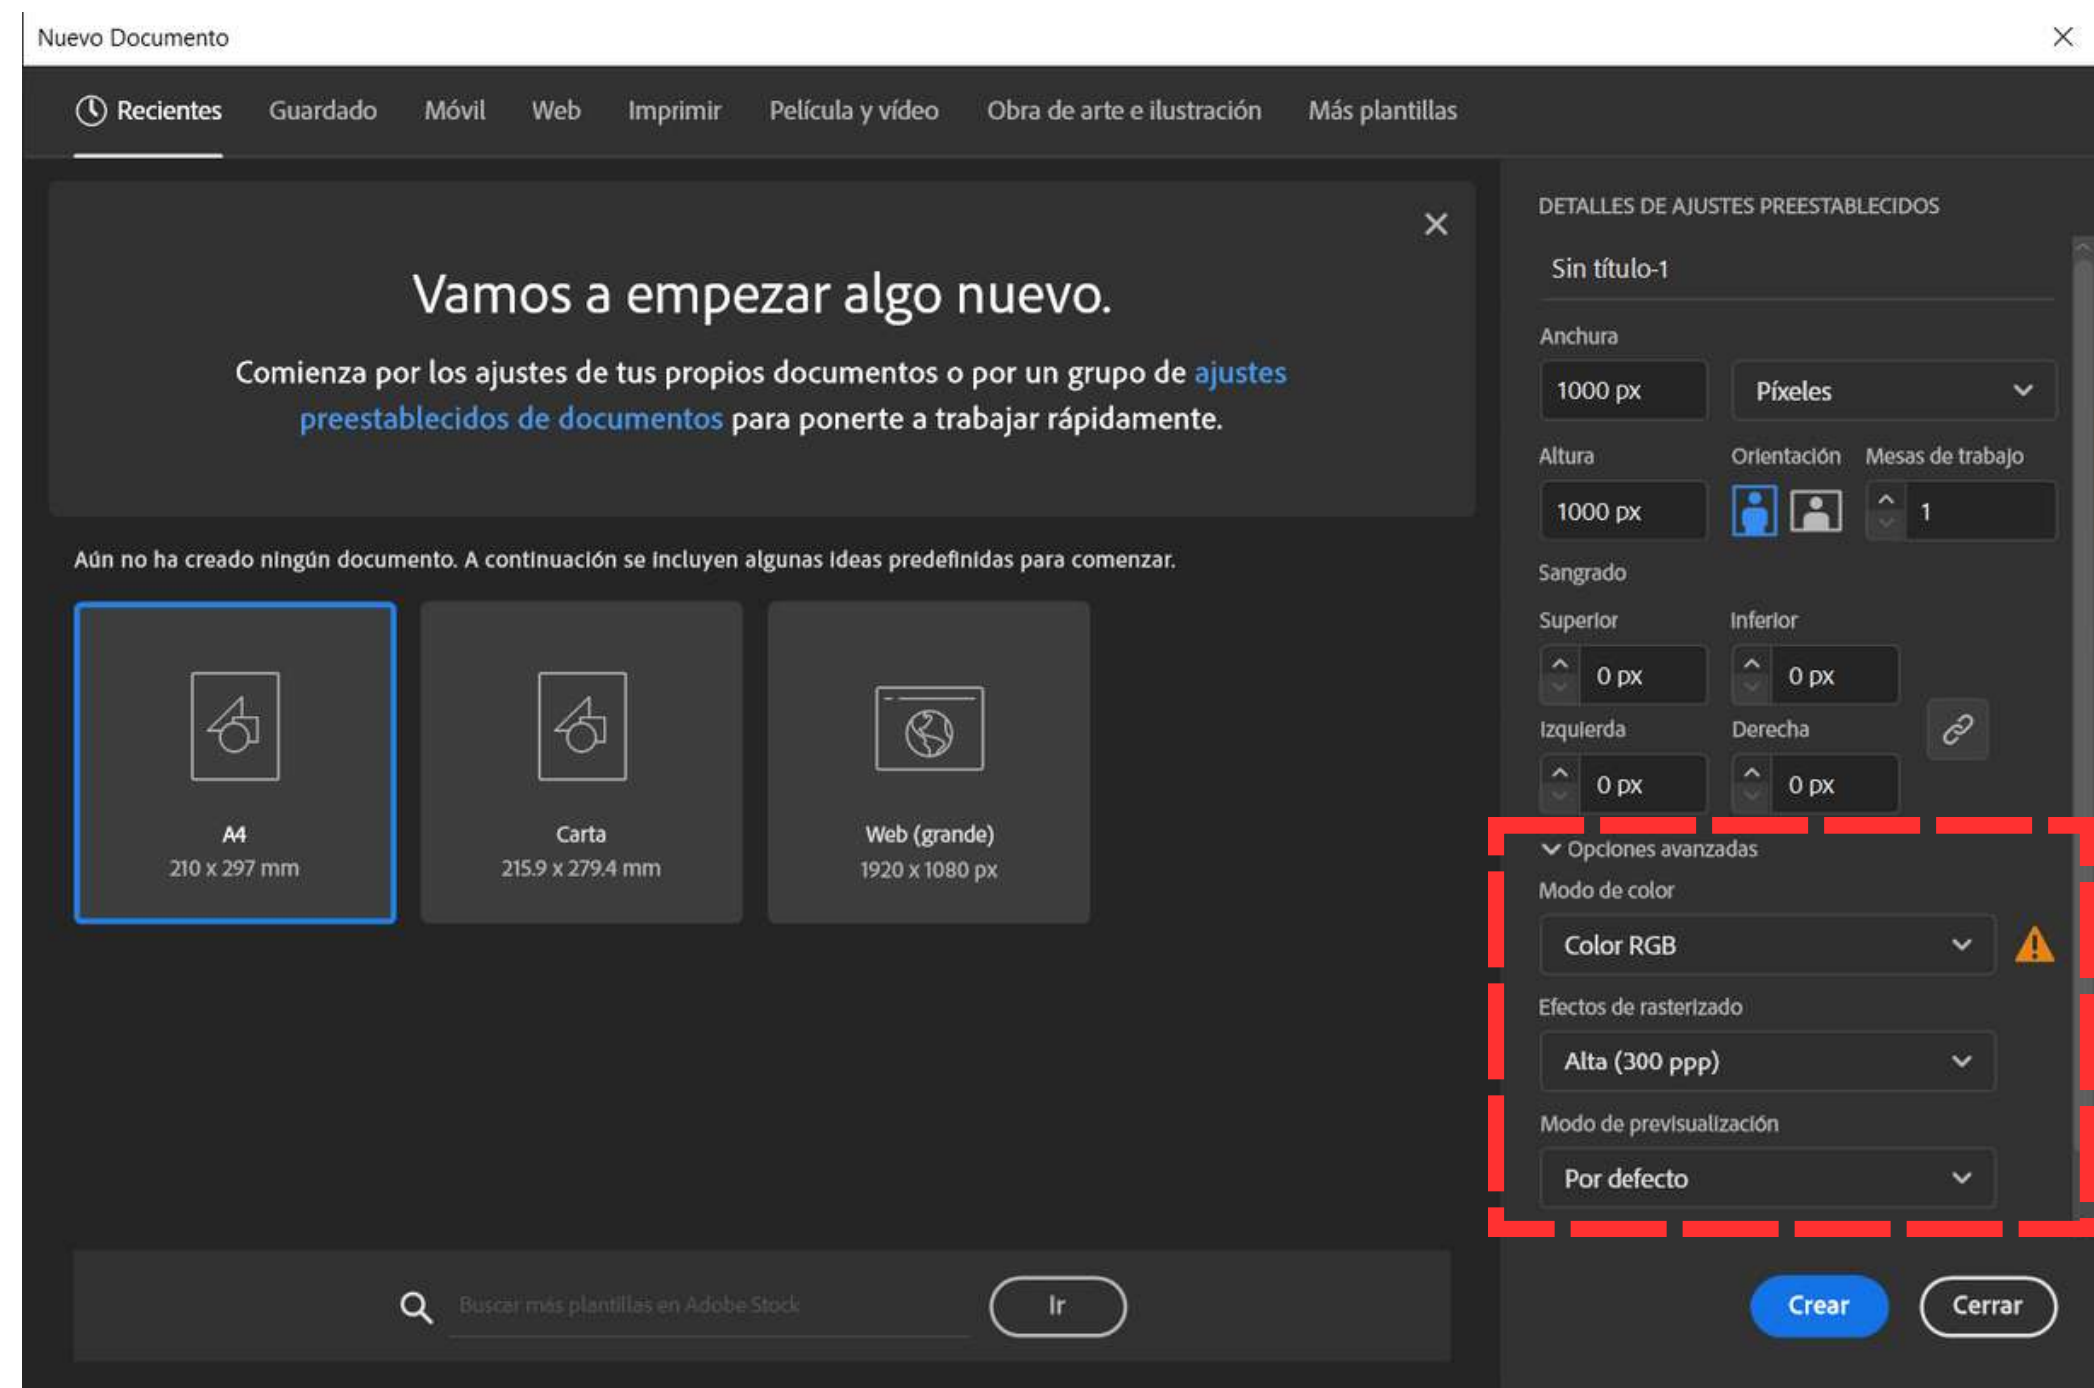 Nuevo Documento
Recientes Guardado Móvil Web Imprimir Película y vídeo Obra de arte e ilustración Más plantillas
Vamos a empezar algo nuevo.
Comienza por los ajustes de tus propios documentos o por un grupo de ajustes
preestablecidos de documentos para ponerte a trabajar rápidamente.
Aún no ha creado ningún documento. A continuación se incluyen algunas ideas predefinidas para comenzar.
A4
210 x 297 mm
Carta
215.9 x 279.4 mm
Web (grande)
1920 x 1080 px
Buscar más plantillas en Adobe Stock
Ir
DETALLES DE AJUSTES PREESTABLECIDOS
Sin título-1
Anchura
1000 px Píxeles
Altura Orientación Mesas de trabajo
1000 px 1
Sangrado
Superior Inferior
0 px 0 px
Izquierda Derecha
0 px 0 px
Opciones avanzadas
Modo de color
Color RGB
Efectos de rasterizado
Alta (300 ppp)
Modo de previsualización
Por defecto
Crear Cerrar